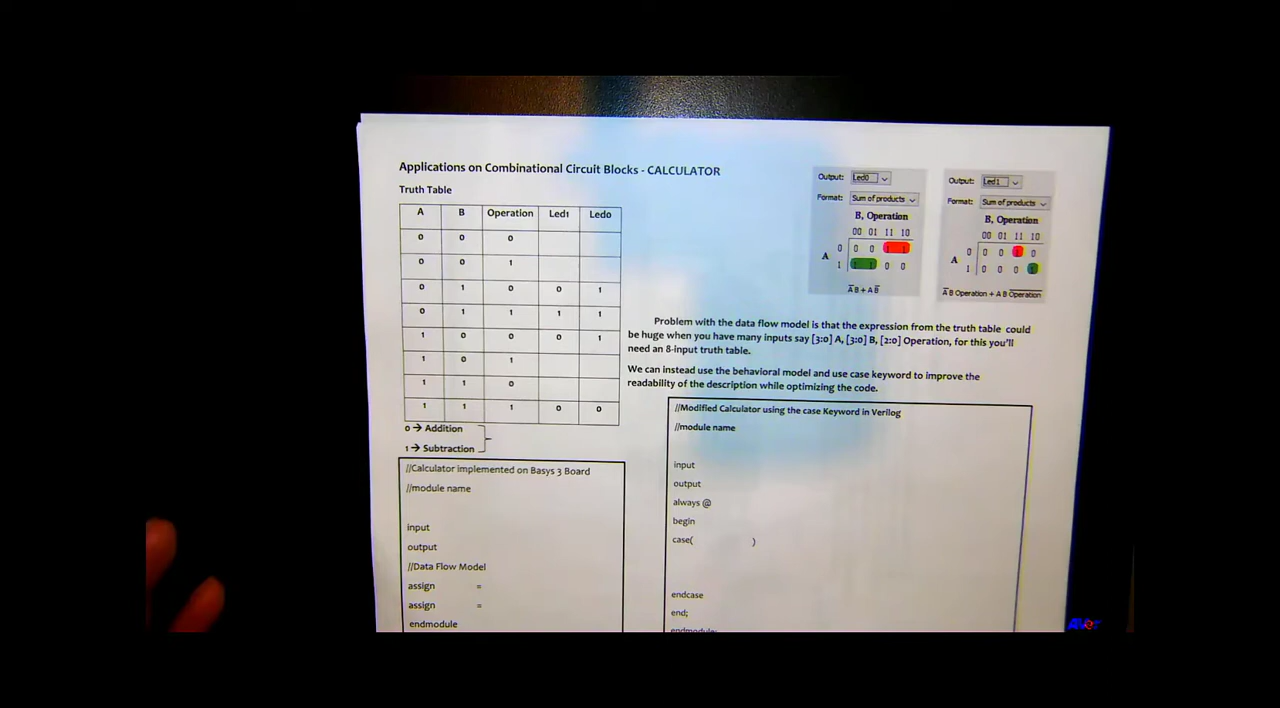 Applications on Combinational Circuit Blocks - CALCULATOR
Truth Table
A B Operation Led1 Led0
0 0 0
0 0 1
0 1 0 0 1
0 1 1 1 1
1 0 0 0 1
1 0 1
1 1 0
1 1 1 0 0
0 → Addition
1 → Subtraction
//Calculator implemented on Basys 3 Board
//module name
input
output
//Data Flow Model
assign =
assign =
endmodule
Output: Led0
Format: Sum of products
B, Operation
00 01 11 10
A
0 0 0 1 1
1 1 1 0 0
A̅ B + A B̅
Output: Led1
Format: Sum of products
B, Operation
00 01 11 10
A
0 0 0 1 0
1 0 0 0 1
A̅ B Operation + A B O̅p̅e̅r̅a̅t̅i̅o̅n̅
Problem with the data flow model is that the expression from the truth table could
be huge when you have many inputs say [3:0] A, [3:0] B, [2:0] Operation, for this you'll
need an 8-input truth table.
We can instead use the behavioral model and use case keyword to improve the
readability of the description while optimizing the code.
//Modified Calculator using the case Keyword in Verilog
//module name
input
output
always @
begin
case( )
endcase
end;
endmodule;
AVer